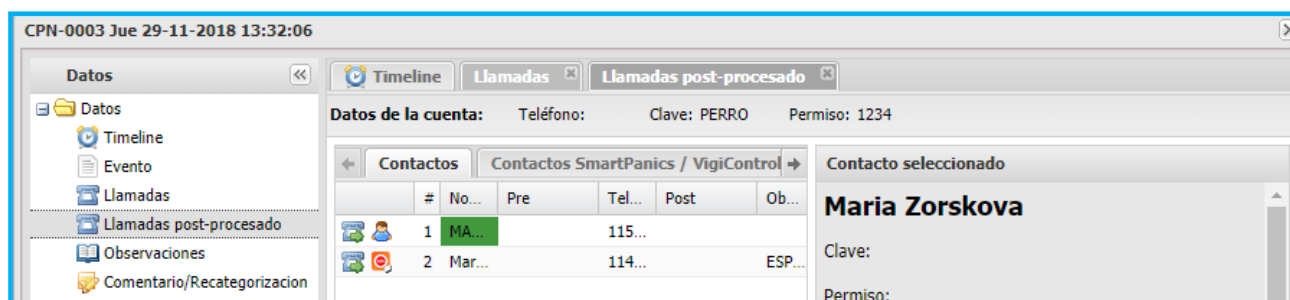 CPN-0003 Jue 29-11-2018 13:32:06
Datos
Datos
Timeline
Evento
Llamadas
Llamadas post-procesado
Observaciones
Comentario/Recategorizacion
Timeline Llamadas Llamadas post-procesado
Datos de la cuenta: Teléfono: Clave: PERRO Permiso: 1234
Contactos Contactos SmartPanics / VigiControl
# No... Pre Tel... Post Ob...
1 MA... 115...
2 Mar... 114... ESP...
Contacto seleccionado
Maria Zorskova
Clave:
Permiso: